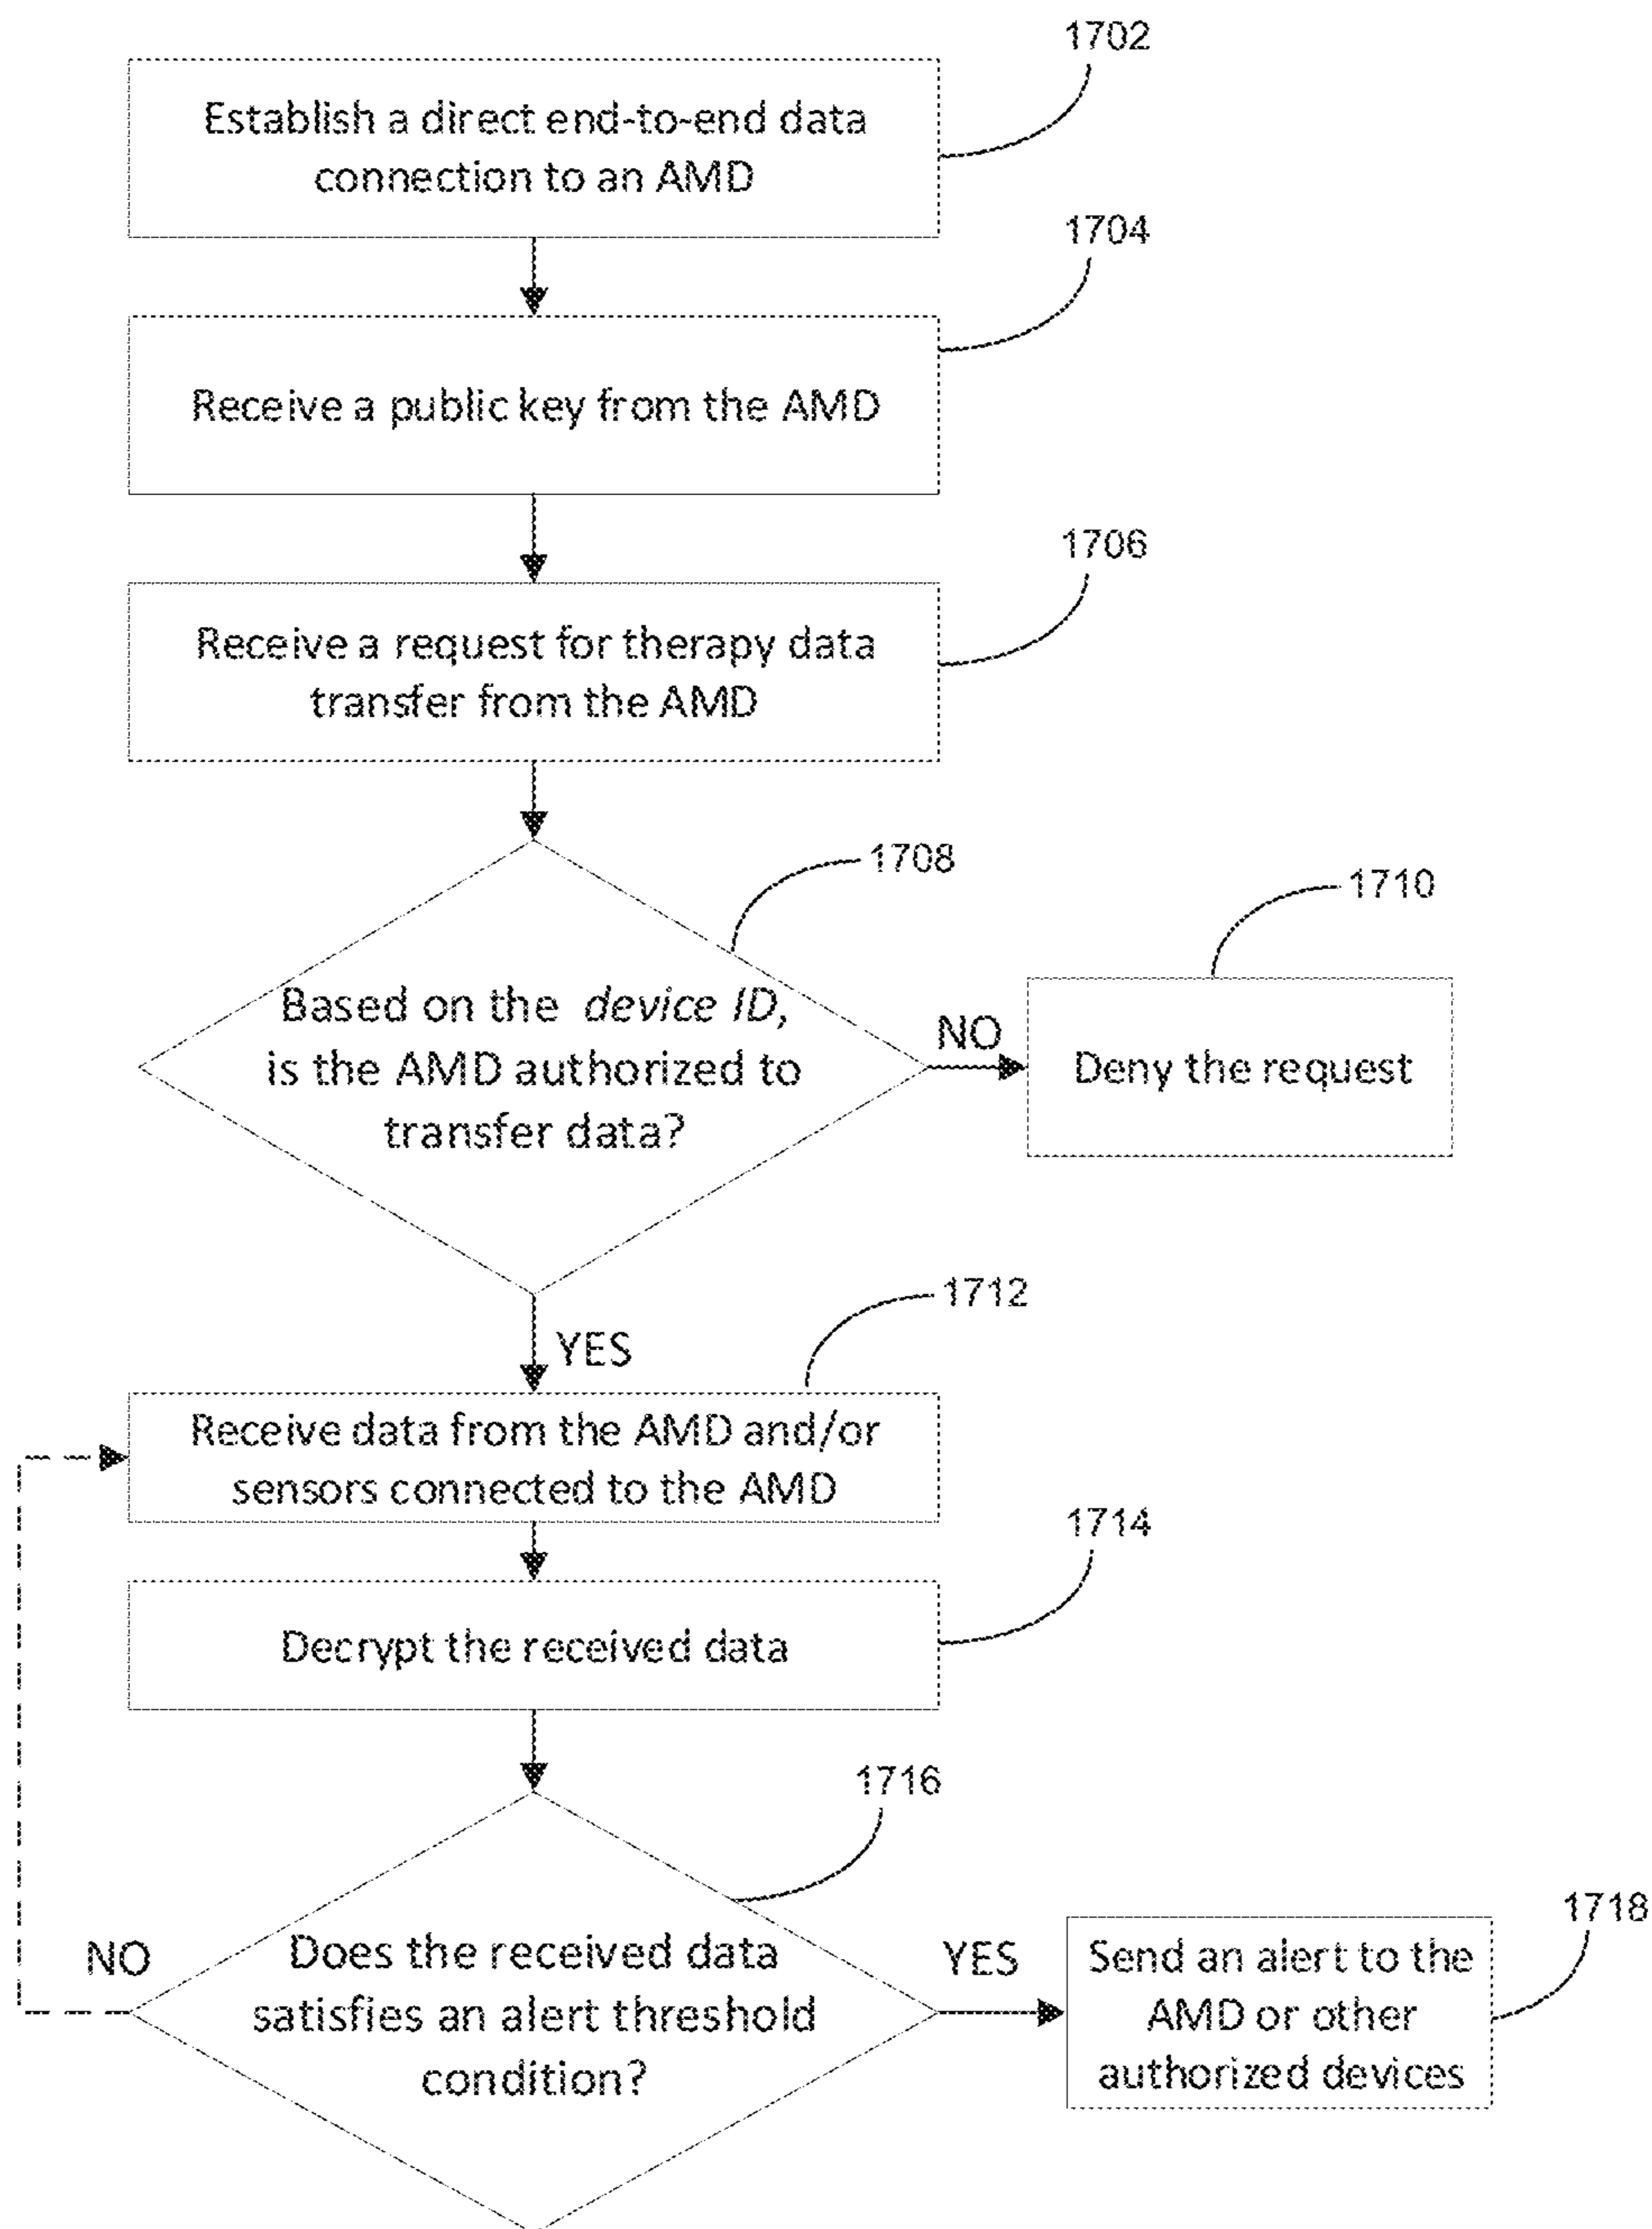 1702
Establish a direct end-to-end data
connection to an AMD
1704
Receive a public key from the AMD
1706
Receive a request for therapy data
transfer from the AMD
1708
1710
Based on the device ID,
is the AMD authorized to
transfer data?
NO
Deny the request
1712
YES
Receive data from the AMD and/or
sensors connected to the AMD
1714
Decrypt the received data
1716
1718
NO
Does the received data
satisfies an alert threshold
condition?
YES
Send an alert to the
AMD or other
authorized devices